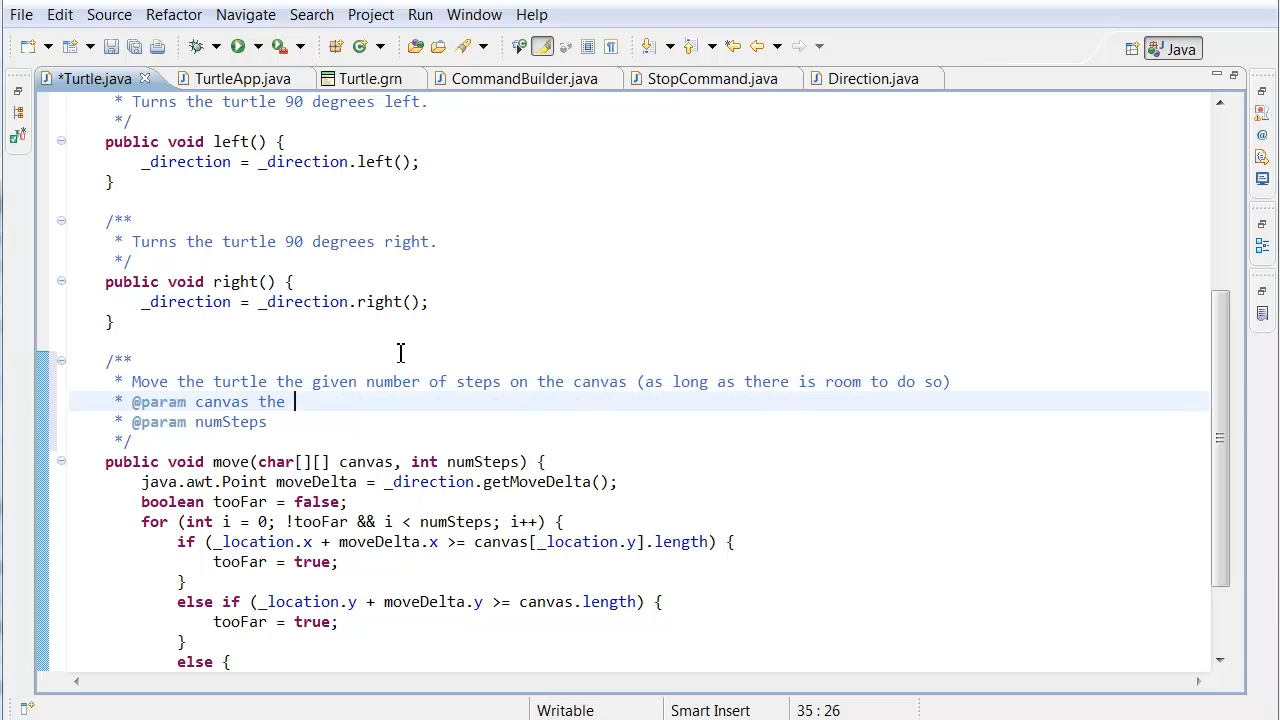 File Edit Source Refactor Navigate Search Project Run Window Help
Java
*Turtle.java TurtleApp.java Turtle.grn CommandBuilder.java StopCommand.java Direction.java
* Turns the turtle 90 degrees left.
*/
public void left() {
_direction = _direction.left();
}
/**
* Turns the turtle 90 degrees right.
*/
public void right() {
_direction = _direction.right();
}
/**
* Move the turtle the given number of steps on the canvas (as long as there is room to do so)
* @param canvas the
* @param numSteps
*/
public void move(char[][] canvas, int numSteps) {
java.awt.Point moveDelta = _direction.getMoveDelta();
boolean tooFar = false;
for (int i = 0; !tooFar && i < numSteps; i++) {
if (_location.x + moveDelta.x >= canvas[_location.y].length) {
tooFar = true;
}
else if (_location.y + moveDelta.y >= canvas.length) {
tooFar = true;
}
else {
Writable Smart Insert 35 : 26